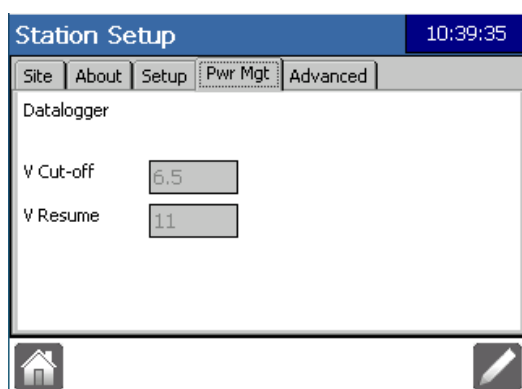 Station Setup 10:39:35
Site About Setup Pwr Mgt Advanced
Datalogger
V Cut-off 6.5
V Resume 11